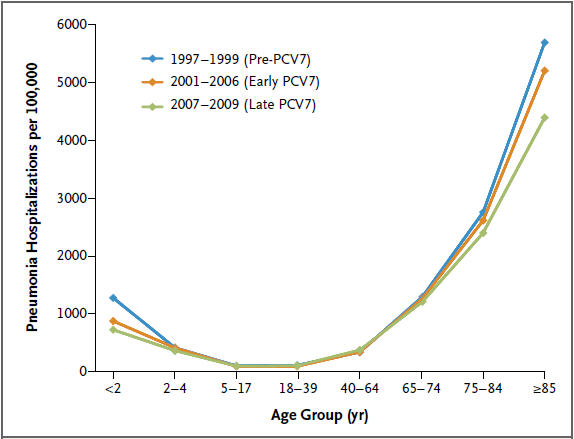 6000
5000
4000
3000
2000
1000
0
Pneumonia Hospitalizations per 100,000
1997–1999 (Pre-PCV7)
2001–2006 (Early PCV7)
2007–2009 (Late PCV7)
<2 2–4 5–17 18–39 40–64 65–74 75–84 ≥85
Age Group (yr)